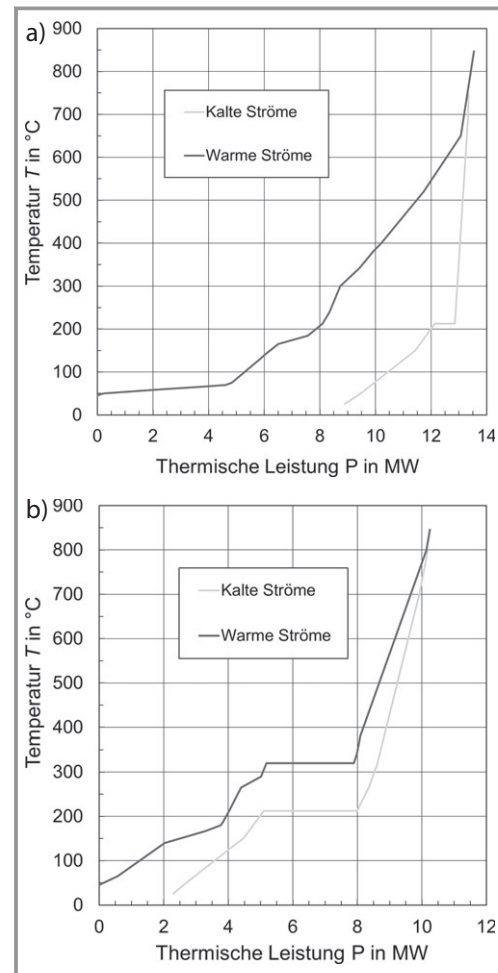 a)
900
800
700
600
500
400
300
200
100
0
Temperatur T in °C
Kalte Ströme
Warme Ströme
0 2 4 6 8 10 12 14
Thermische Leistung P in MW
b)
900
800
700
600
500
400
300
200
100
0
Temperatur T in °C
Kalte Ströme
Warme Ströme
0 2 4 6 8 10 12
Thermische Leistung P in MW